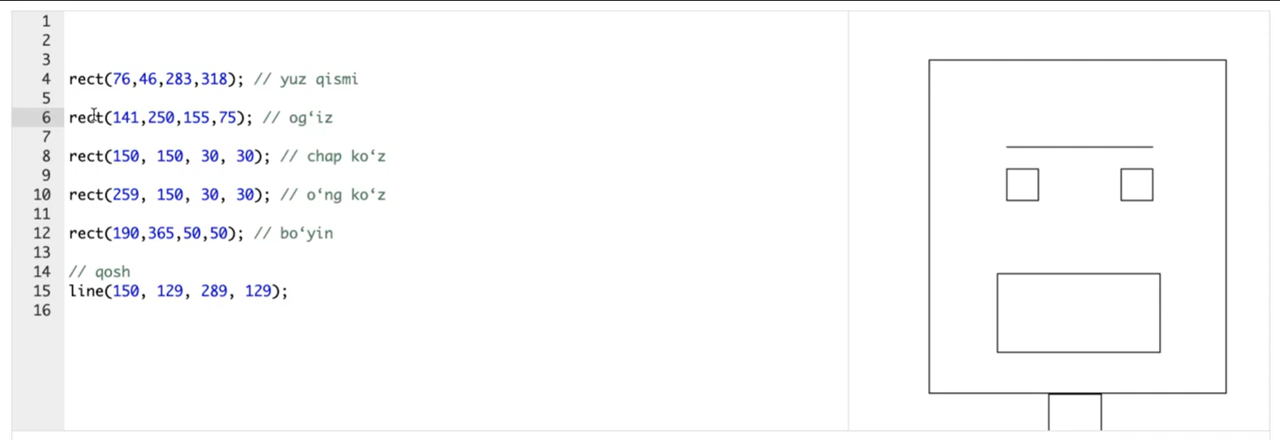 1
2
3
4 rect(76,46,283,318); // yuz qismi
5
6 rect(141,250,155,75); // og‘iz
7
8 rect(150, 150, 30, 30); // chap ko‘z
9
10 rect(259, 150, 30, 30); // o‘ng ko‘z
11
12 rect(190,365,50,50); // bo‘yin
13
14 // qosh
15 line(150, 129, 289, 129);
16